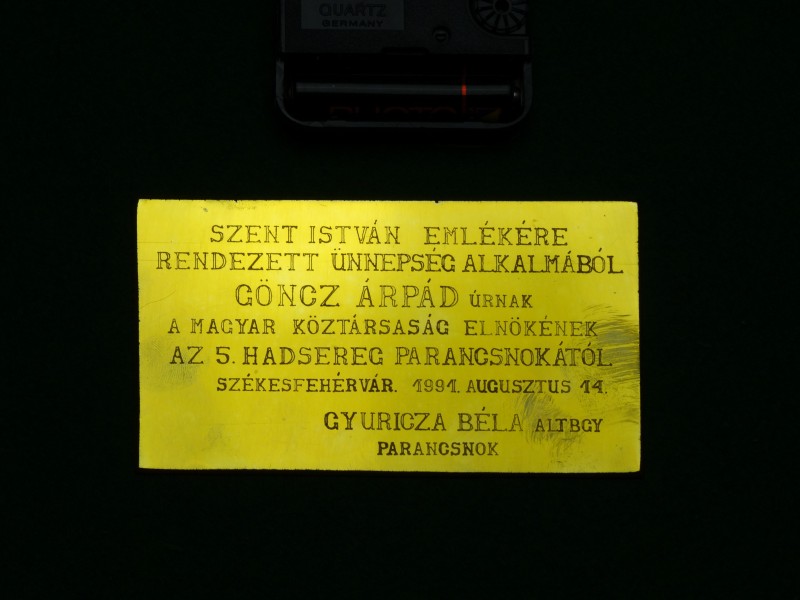 QUARTZ
GERMANY
SZENT ISTVÁN EMLÉKÉRE
RENDEZETT ÜNNEPSÉG ALKALMÁBÓL
GÖNCZ ÁRPÁD ÚRNAK
A MAGYAR KÖZTÁRSASÁG ELNÖKÉNEK
AZ 5. HADSEREG PARANCSNOKÁTÓL
SZÉKESFEHÉRVÁR. 1991. AUGUSZTUS 14.
GYURICZA BÉLA ALTBGY
PARANCSNOK